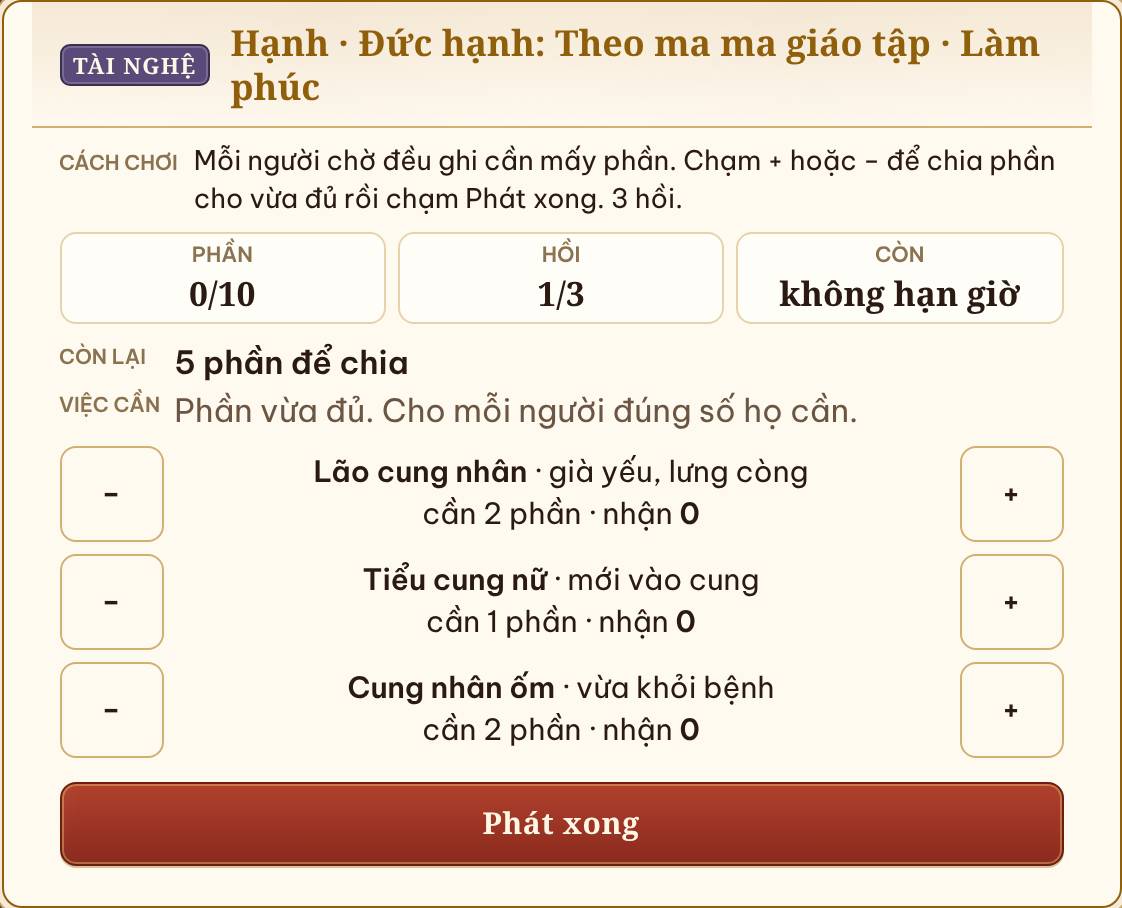 TÀI NGHỆ
Hạnh · Đức hạnh: Theo ma ma giáo tập · Làm
phúc
CÁCH CHƠI
Mỗi người chờ đều ghi cần mấy phần. Chạm + hoặc − để chia phần
cho vừa đủ rồi chạm Phát xong. 3 hồi.
PHẦN
0/10
HỒI
1/3
CÒN
không hạn giờ
CÒN LẠI
5 phần để chia
VIỆC CẦN
Phần vừa đủ. Cho mỗi người đúng số họ cần.
−
Lão cung nhân · già yếu, lưng còng
cần 2 phần · nhận 0
+
−
Tiểu cung nữ · mới vào cung
cần 1 phần · nhận 0
+
−
Cung nhân ốm · vừa khỏi bệnh
cần 2 phần · nhận 0
+
Phát xong